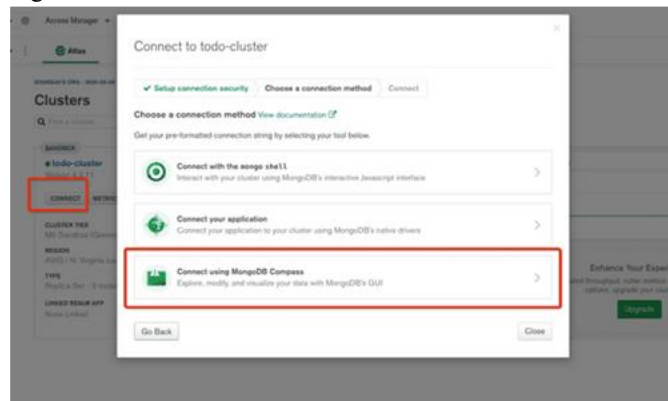 Access Manager
Atlas
Clusters
SANDBOX
todo-cluster
CONNECT
CLUSTER TIER
REGION
TYPE
LINKED REALM APP
None Linked
Connect to todo-cluster
Setup connection security
Choose a connection method
Connect
Choose a connection method View documentation
Get your pre-formatted connection string by selecting your tool below.
Connect with the mongo shell
Interact with your cluster using MongoDB's interactive Javascript interface
Connect your application
Connect your application to your cluster using MongoDB's native drivers
Connect using MongoDB Compass
Explore, modify, and visualize your data with MongoDB's GUI
Go Back
Close
Enhance Your Exper
Upgrade